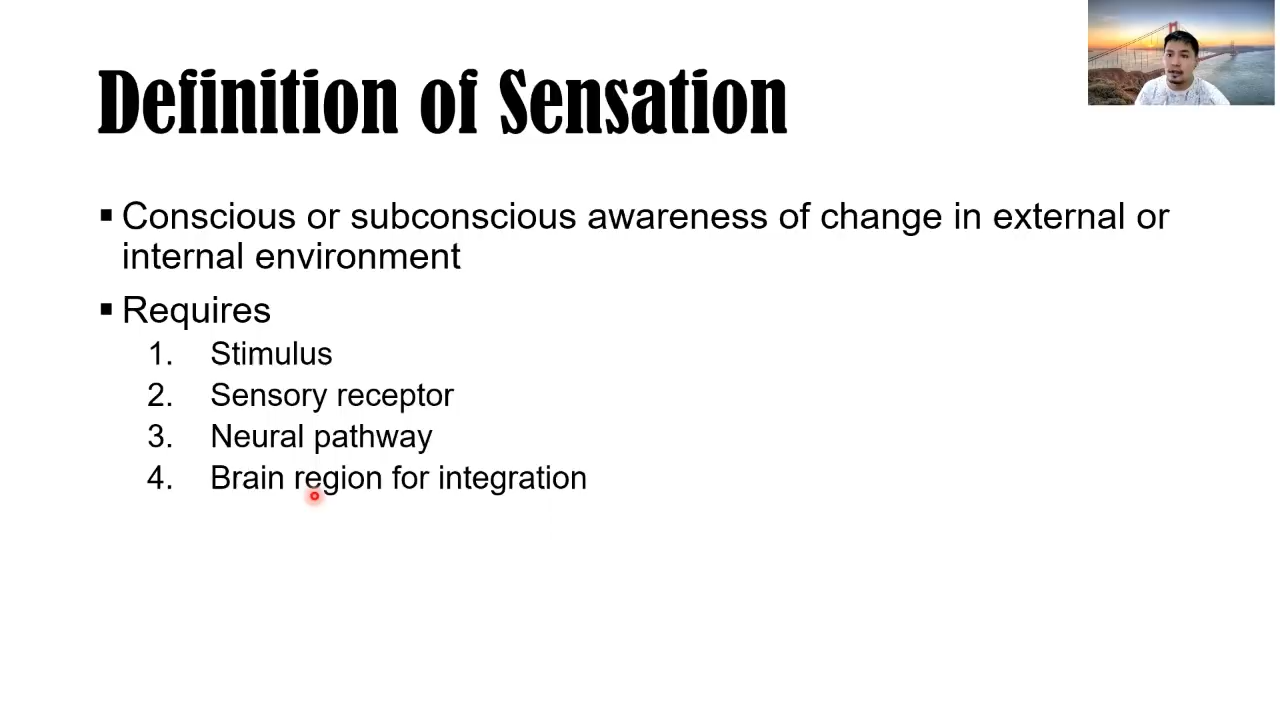 Definition of Sensation
▪ Conscious or subconscious awareness of change in external or
internal environment
▪ Requires
1. Stimulus
2. Sensory receptor
3. Neural pathway
4. Brain region for integration